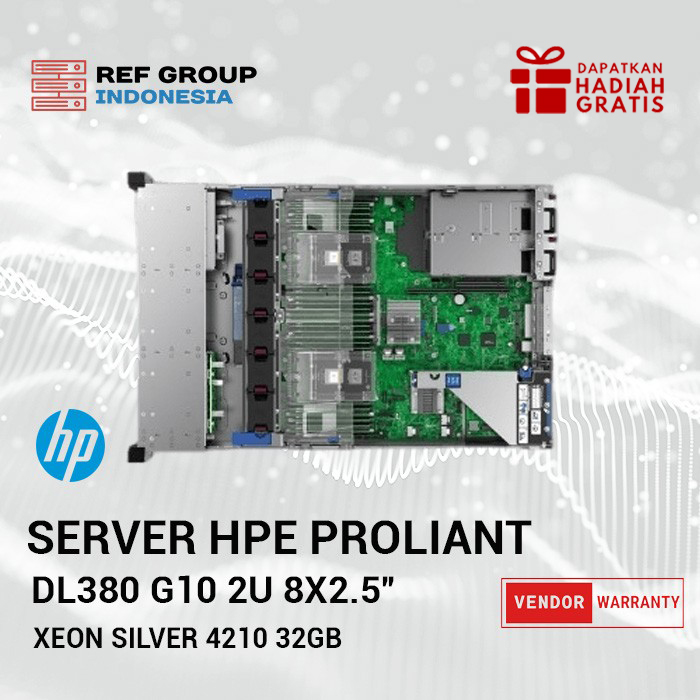 REF GROUP
INDONESIA
DAPATKAN
HADIAH
GRATIS
hp
SERVER HPE PROLIANT
DL380 G10 2U 8X2.5"
XEON SILVER 4210 32GB
VENDOR WARRANTY